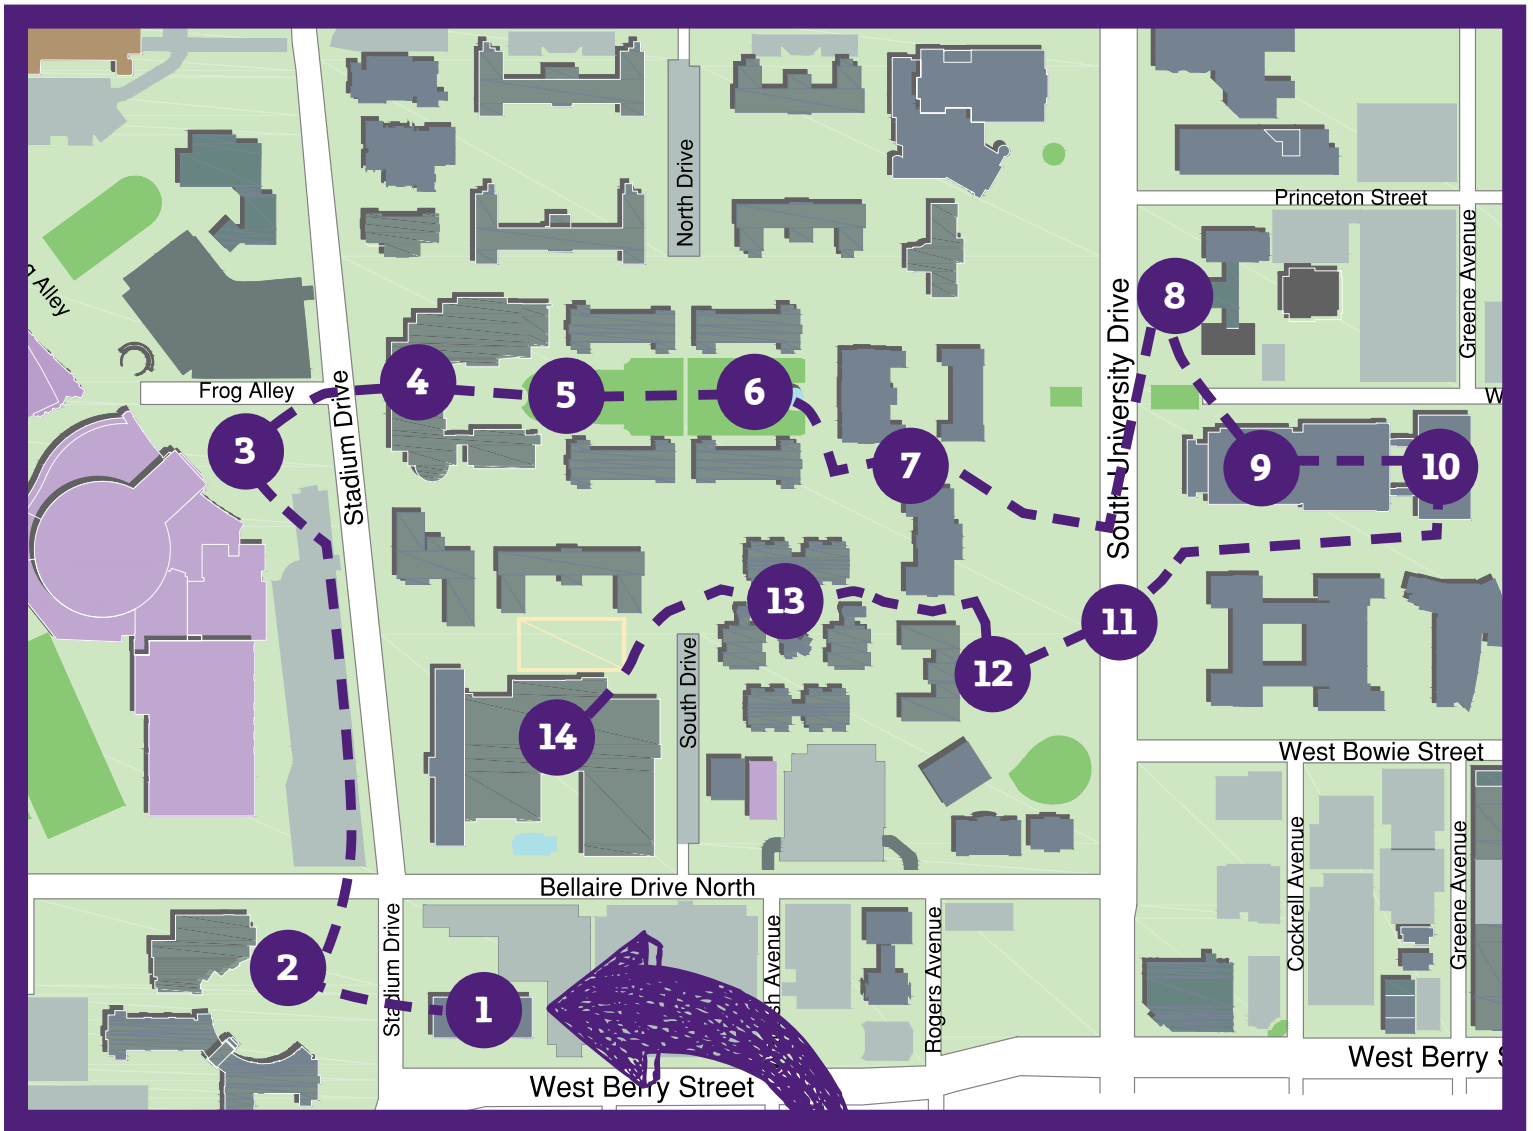 North Drive
Princeton Street
Greene Avenue
Alley
8
South University Drive
4
5
6
Frog Alley
Stadium Drive
W
3
7
9
10
13
11
12
South Drive
14
West Bowie Street
Bellaire Drive North
Cockrell Avenue
Greene Avenue
2
Stadium Drive
1
Avenue
Rogers Avenue
West Berry Street
West Berry S